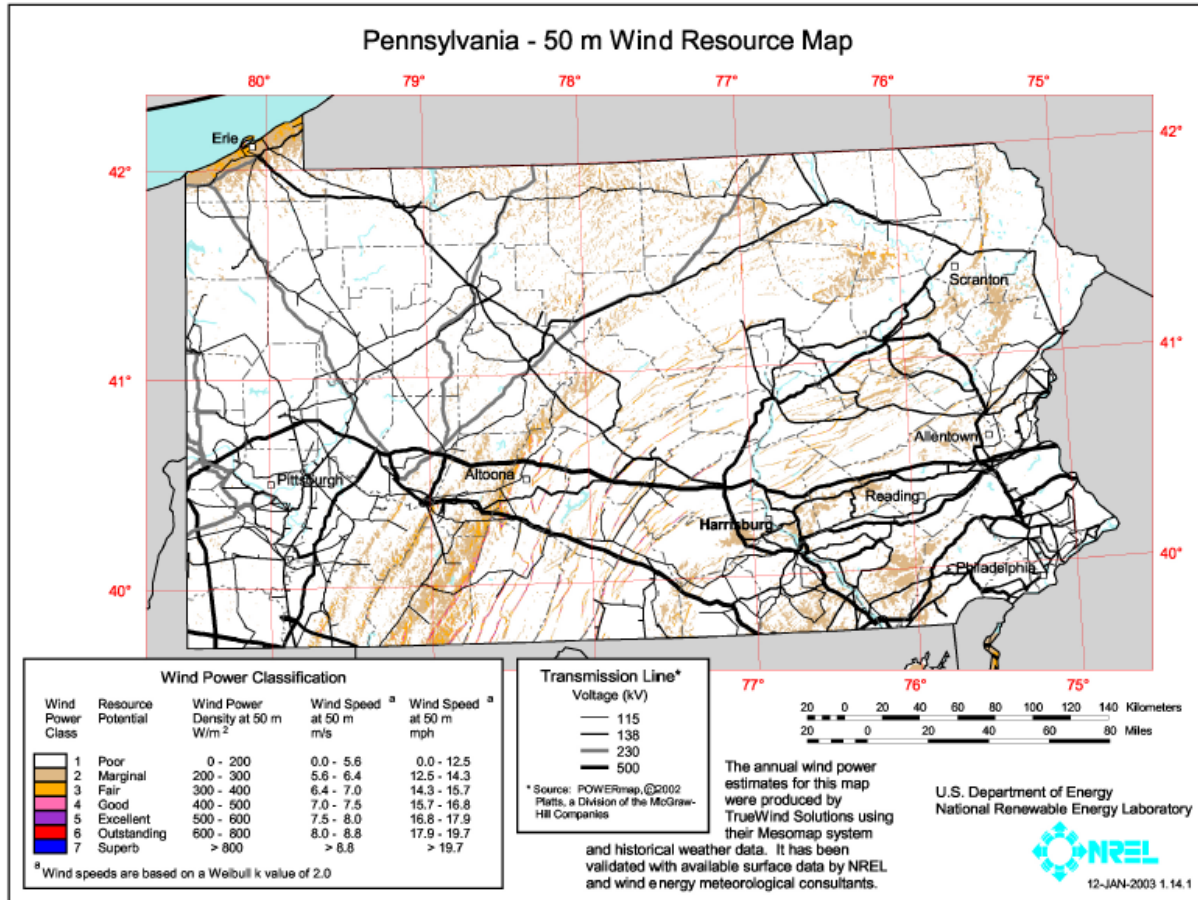 Pennsylvania - 50 m Wind Resource Map
80° 79° 78° 77° 76° 75°
42°
Erie
42°
Scranton
41°
41°
Allentown
Pittsburgh
Altoona
Reading
Harrisburg
40°
Philadelphia
40°
77° 76° 75°
Wind Power Classification
Wind Power Class
Resource Potential
Wind Power Density at 50 m W/m 2
Wind Speed a at 50 m m/s
Wind Speed a at 50 m mph
1 Poor 0 - 200 0.0 - 5.6 0.0 - 12.5
2 Marginal 200 - 300 5.6 - 6.4 12.5 - 14.3
3 Fair 300 - 400 6.4 - 7.0 14.3 - 15.7
4 Good 400 - 500 7.0 - 7.5 15.7 - 16.8
5 Excellent 500 - 600 7.5 - 8.0 16.8 - 17.9
6 Outstanding 600 - 800 8.0 - 8.8 17.9 - 19.7
7 Superb > 800 > 8.8 > 19.7
a Wind speeds are based on a Weibull k value of 2.0
Transmission Line*
Voltage (kV)
115
138
230
500
* Source: POWERmap, ©2002
Platts, a Division of the McGraw-
Hill Companies
20 0 20 40 60 80 100 120 140 Kilometers
20 0 20 40 60 80 Miles
The annual wind power
estimates for this map
were produced by
TrueWind Solutions using
their Mesomap system
and historical weather data. It has been
validated with available surface data by NREL
and wind energy meteorological consultants.
U.S. Department of Energy
National Renewable Energy Laboratory
NREL
12-JAN-2003 1.14.1